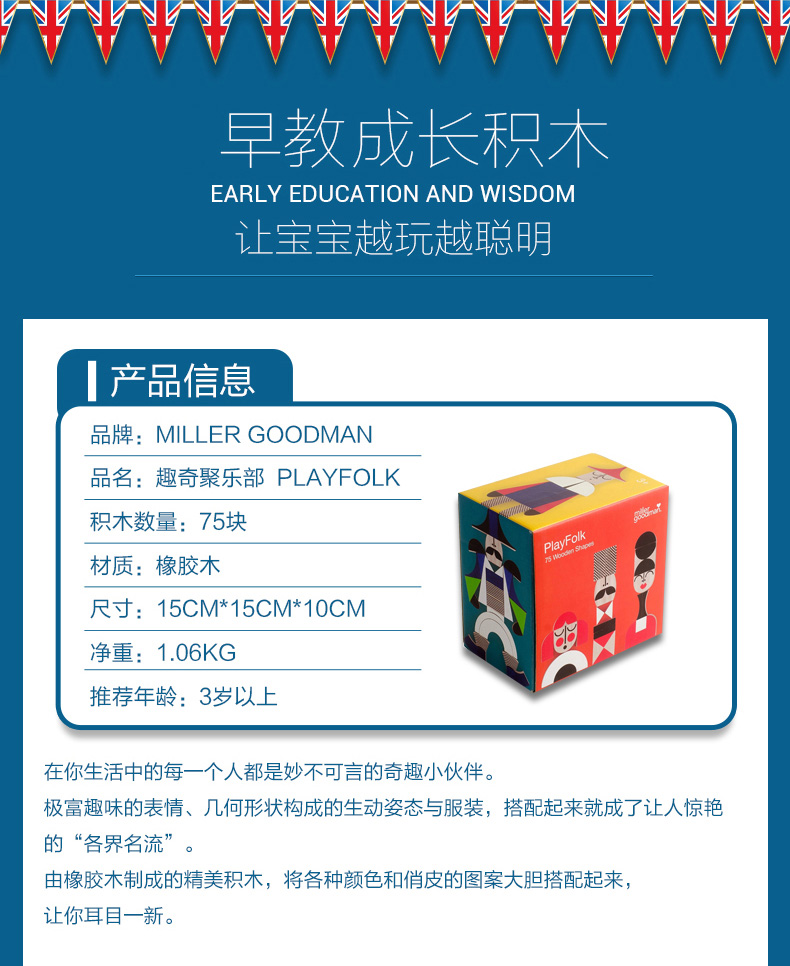 早教成长积木
EARLY EDUCATION AND WISDOM
让宝宝越玩越聪明
产品信息
品牌：MILLER GOODMAN
品名：趣奇聚乐部 PLAYFOLK
积木数量：75块
材质：橡胶木
尺寸：15CM*15CM*10CM
净重：1.06KG
推荐年龄：3岁以上
miller
goodman
PlayFolk
75 Wooden Shapes
在你生活中的每一个人都是妙不可言的奇趣小伙伴。
极富趣味的表情、几何形状构成的生动姿态与服装，搭配起来就成了让人惊艳
的“各界名流”。
由橡胶木制成的精美积木，将各种颜色和俏皮的图案大胆搭配起来，
让你耳目一新。